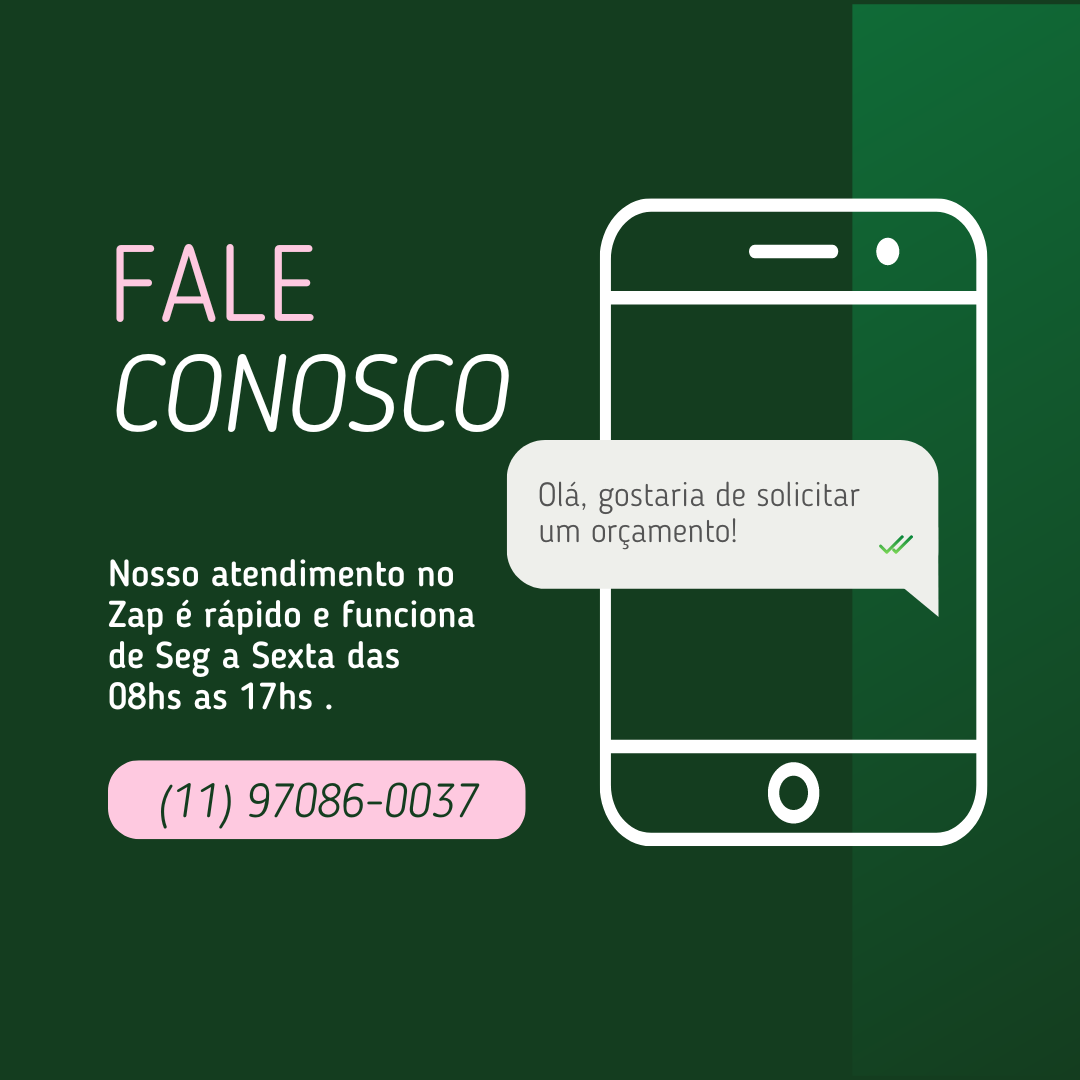 FALE
CONOSCO
Olá, gostaria de solicitar
um orçamento!
Nosso atendimento no
Zap é rápido e funciona
de Seg a Sexta das
08hs as 17hs .
(11) 97086-0037